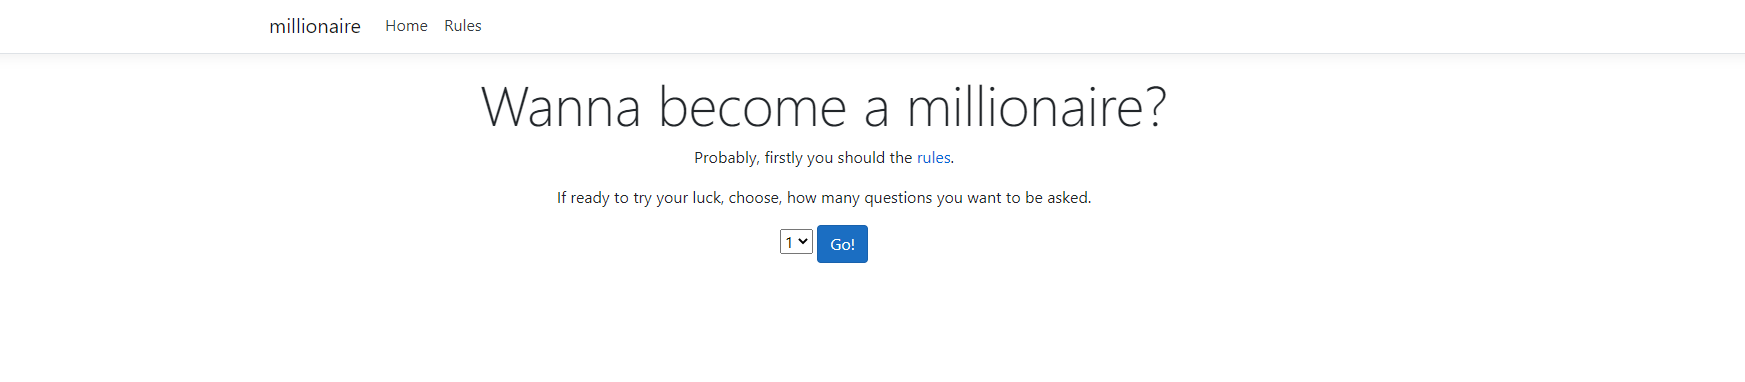 millionaire Home Rules
Wanna become a millionaire?
Probably, firstly you should the rules.
If ready to try your luck, choose, how many questions you want to be asked.
1 Go!